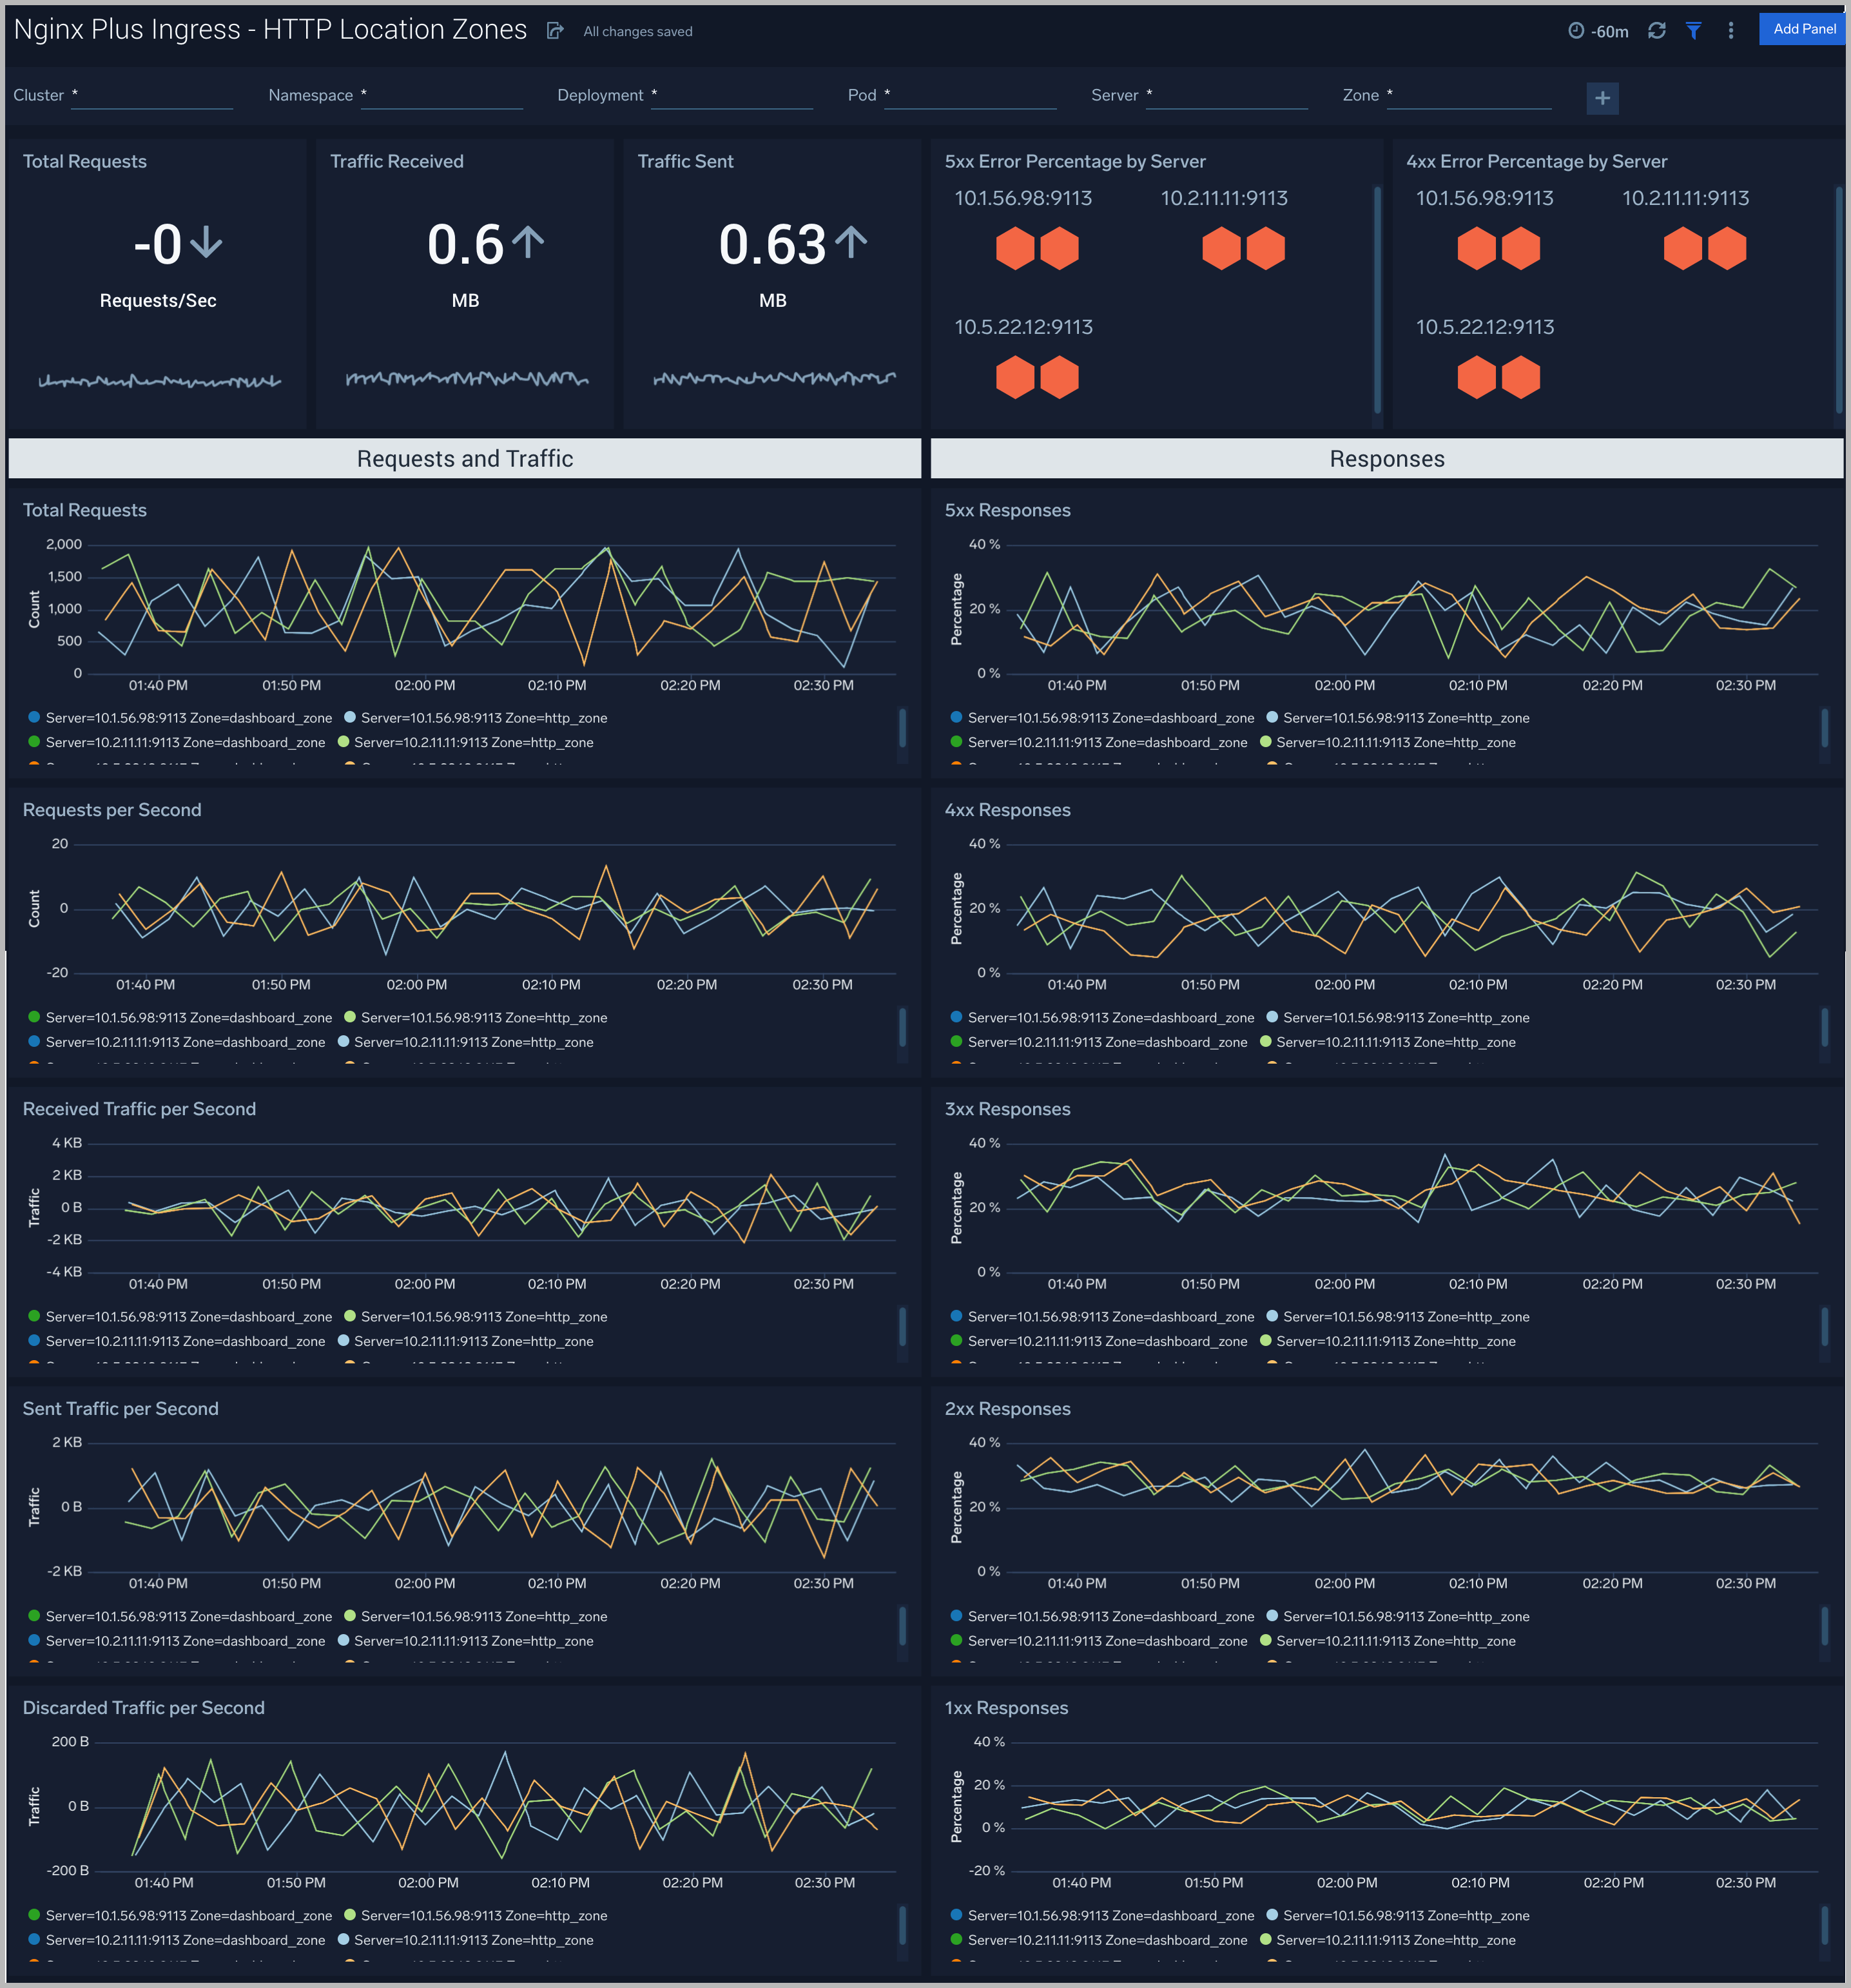 Nginx Plus Ingress - HTTP Location Zones All changes saved -60m Add Panel
Cluster * Namespace * Deployment * Pod * Server * Zone * +
Total Requests
-0
Requests/Sec
Traffic Received
0.6
MB
Traffic Sent
0.63
MB
5xx Error Percentage by Server
10.1.56.98:9113 10.2.11.11:9113
10.5.22.12:9113
4xx Error Percentage by Server
10.1.56.98:9113 10.2.11.11:9113
10.5.22.12:9113
Requests and Traffic
Responses
Total Requests
Count
2,000
1,500
1,000
500
0
01:40 PM 01:50 PM 02:00 PM 02:10 PM 02:20 PM 02:30 PM
Server=10.1.56.98:9113 Zone=dashboard_zone Server=10.1.56.98:9113 Zone=http_zone
Server=10.2.11.11:9113 Zone=dashboard_zone Server=10.2.11.11:9113 Zone=http_zone
5xx Responses
Percentage
40 %
20 %
0 %
01:40 PM 01:50 PM 02:00 PM 02:10 PM 02:20 PM 02:30 PM
Server=10.1.56.98:9113 Zone=dashboard_zone Server=10.1.56.98:9113 Zone=http_zone
Server=10.2.11.11:9113 Zone=dashboard_zone Server=10.2.11.11:9113 Zone=http_zone
Requests per Second
Count
20
0
-20
01:40 PM 01:50 PM 02:00 PM 02:10 PM 02:20 PM 02:30 PM
Server=10.1.56.98:9113 Zone=dashboard_zone Server=10.1.56.98:9113 Zone=http_zone
Server=10.2.11.11:9113 Zone=dashboard_zone Server=10.2.11.11:9113 Zone=http_zone
4xx Responses
Percentage
40 %
20 %
0 %
01:40 PM 01:50 PM 02:00 PM 02:10 PM 02:20 PM 02:30 PM
Server=10.1.56.98:9113 Zone=dashboard_zone Server=10.1.56.98:9113 Zone=http_zone
Server=10.2.11.11:9113 Zone=dashboard_zone Server=10.2.11.11:9113 Zone=http_zone
Received Traffic per Second
Traffic
4 KB
2 KB
0 B
-2 KB
-4 KB
01:40 PM 01:50 PM 02:00 PM 02:10 PM 02:20 PM 02:30 PM
Server=10.1.56.98:9113 Zone=dashboard_zone Server=10.1.56.98:9113 Zone=http_zone
Server=10.2.11.11:9113 Zone=dashboard_zone Server=10.2.11.11:9113 Zone=http_zone
3xx Responses
Percentage
40 %
20 %
0 %
01:40 PM 01:50 PM 02:00 PM 02:10 PM 02:20 PM 02:30 PM
Server=10.1.56.98:9113 Zone=dashboard_zone Server=10.1.56.98:9113 Zone=http_zone
Server=10.2.11.11:9113 Zone=dashboard_zone Server=10.2.11.11:9113 Zone=http_zone
Sent Traffic per Second
Traffic
2 KB
0 B
-2 KB
01:40 PM 01:50 PM 02:00 PM 02:10 PM 02:20 PM 02:30 PM
Server=10.1.56.98:9113 Zone=dashboard_zone Server=10.1.56.98:9113 Zone=http_zone
Server=10.2.11.11:9113 Zone=dashboard_zone Server=10.2.11.11:9113 Zone=http_zone
2xx Responses
Percentage
40 %
20 %
0 %
01:40 PM 01:50 PM 02:00 PM 02:10 PM 02:20 PM 02:30 PM
Server=10.1.56.98:9113 Zone=dashboard_zone Server=10.1.56.98:9113 Zone=http_zone
Server=10.2.11.11:9113 Zone=dashboard_zone Server=10.2.11.11:9113 Zone=http_zone
Discarded Traffic per Second
Traffic
200 B
0 B
-200 B
01:40 PM 01:50 PM 02:00 PM 02:10 PM 02:20 PM 02:30 PM
Server=10.1.56.98:9113 Zone=dashboard_zone Server=10.1.56.98:9113 Zone=http_zone
Server=10.2.11.11:9113 Zone=dashboard_zone Server=10.2.11.11:9113 Zone=http_zone
1xx Responses
Percentage
40 %
20 %
0 %
-20 %
01:40 PM 01:50 PM 02:00 PM 02:10 PM 02:20 PM 02:30 PM
Server=10.1.56.98:9113 Zone=dashboard_zone Server=10.1.56.98:9113 Zone=http_zone
Server=10.2.11.11:9113 Zone=dashboard_zone Server=10.2.11.11:9113 Zone=http_zone